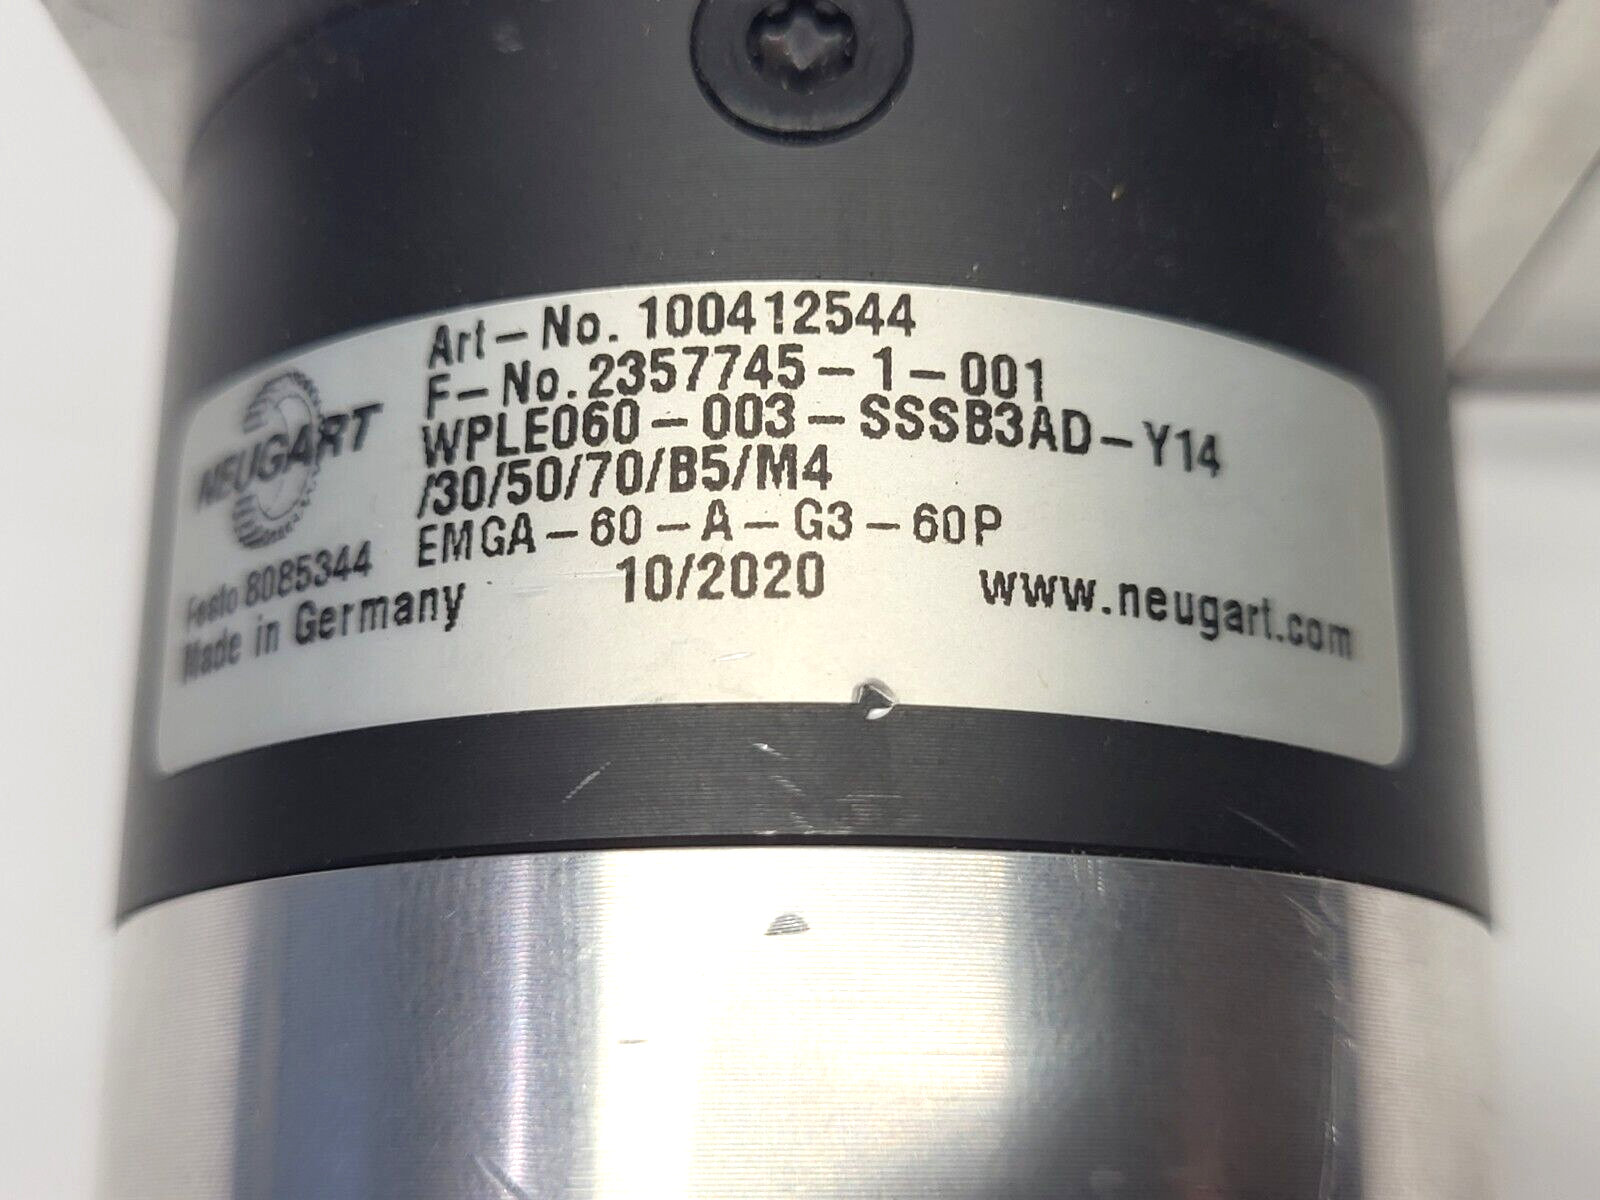 Art-No. 100412544
F-No. 2357745-1-001
WPLE060-003-SSSB3AD-Y14
/30/50/70/B5/M4
EMGA-60-A-G3-60P
NEUGART
Festo 8085344
10/2020
Made in Germany
www.neugart.com